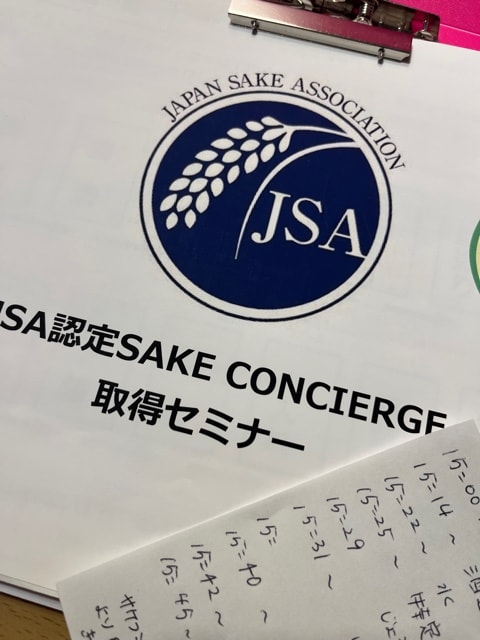 JAPAN SAKE ASSOCIATION
JSA
JSA認定SAKE CONCIERGE
取得セミナー
15=00
15=14 ~
15=22 ~ 水
15=25 ~
15=29
15=31 ~
15=
15=40 ~
15=42 ~
15=45 ~